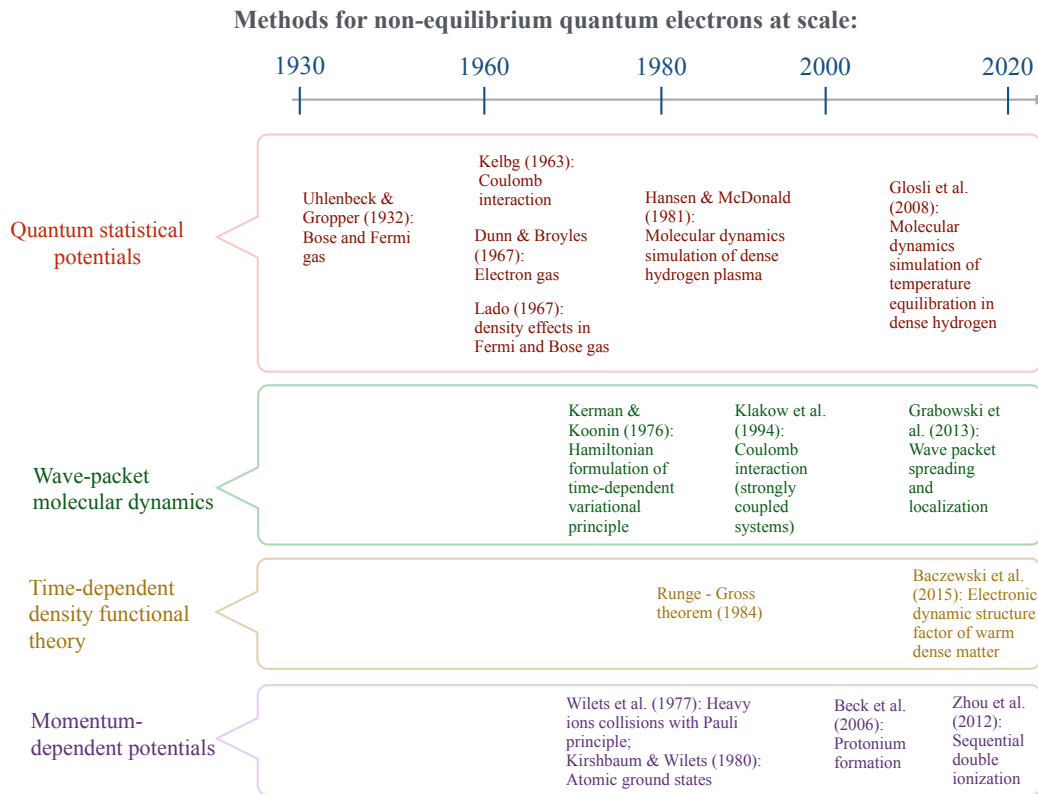 Methods for non-equilibrium quantum electrons at scale:
1930
1960
1980
2000
2020
Quantum statistical
potentials
Uhlenbeck &
Gropper (1932):
Bose and Fermi
gas
Kelbg (1963):
Coulomb
interaction
Dunn & Broyles
(1967):
Electron gas
Lado (1967):
density effects in
Fermi and Bose gas
Hansen & McDonald
(1981):
Molecular dynamics
simulation of dense
hydrogen plasma
Glosli et al.
(2008):
Molecular
dynamics
simulation of
temperature
equilibration in
dense hydrogen
Wave-packet
molecular dynamics
Kerman &
Koonin (1976):
Hamiltonian
formulation of
time-dependent
variational
principle
Klakow et al.
(1994):
Coulomb
interaction
(strongly
coupled
systems)
Grabowski et
al. (2013):
Wave packet
spreading
and
localization
Time-dependent
density functional
theory
Runge - Gross
theorem (1984)
Baczewski et al.
(2015): Electronic
dynamic structure
factor of warm
dense matter
Momentum-
dependent potentials
Wilets et al. (1977): Heavy
ions collisions with Pauli
principle;
Kirshbaum & Wilets (1980):
Atomic ground states
Beck et al.
(2006):
Protonium
formation
Zhou et al.
(2012):
Sequential
double
ionization